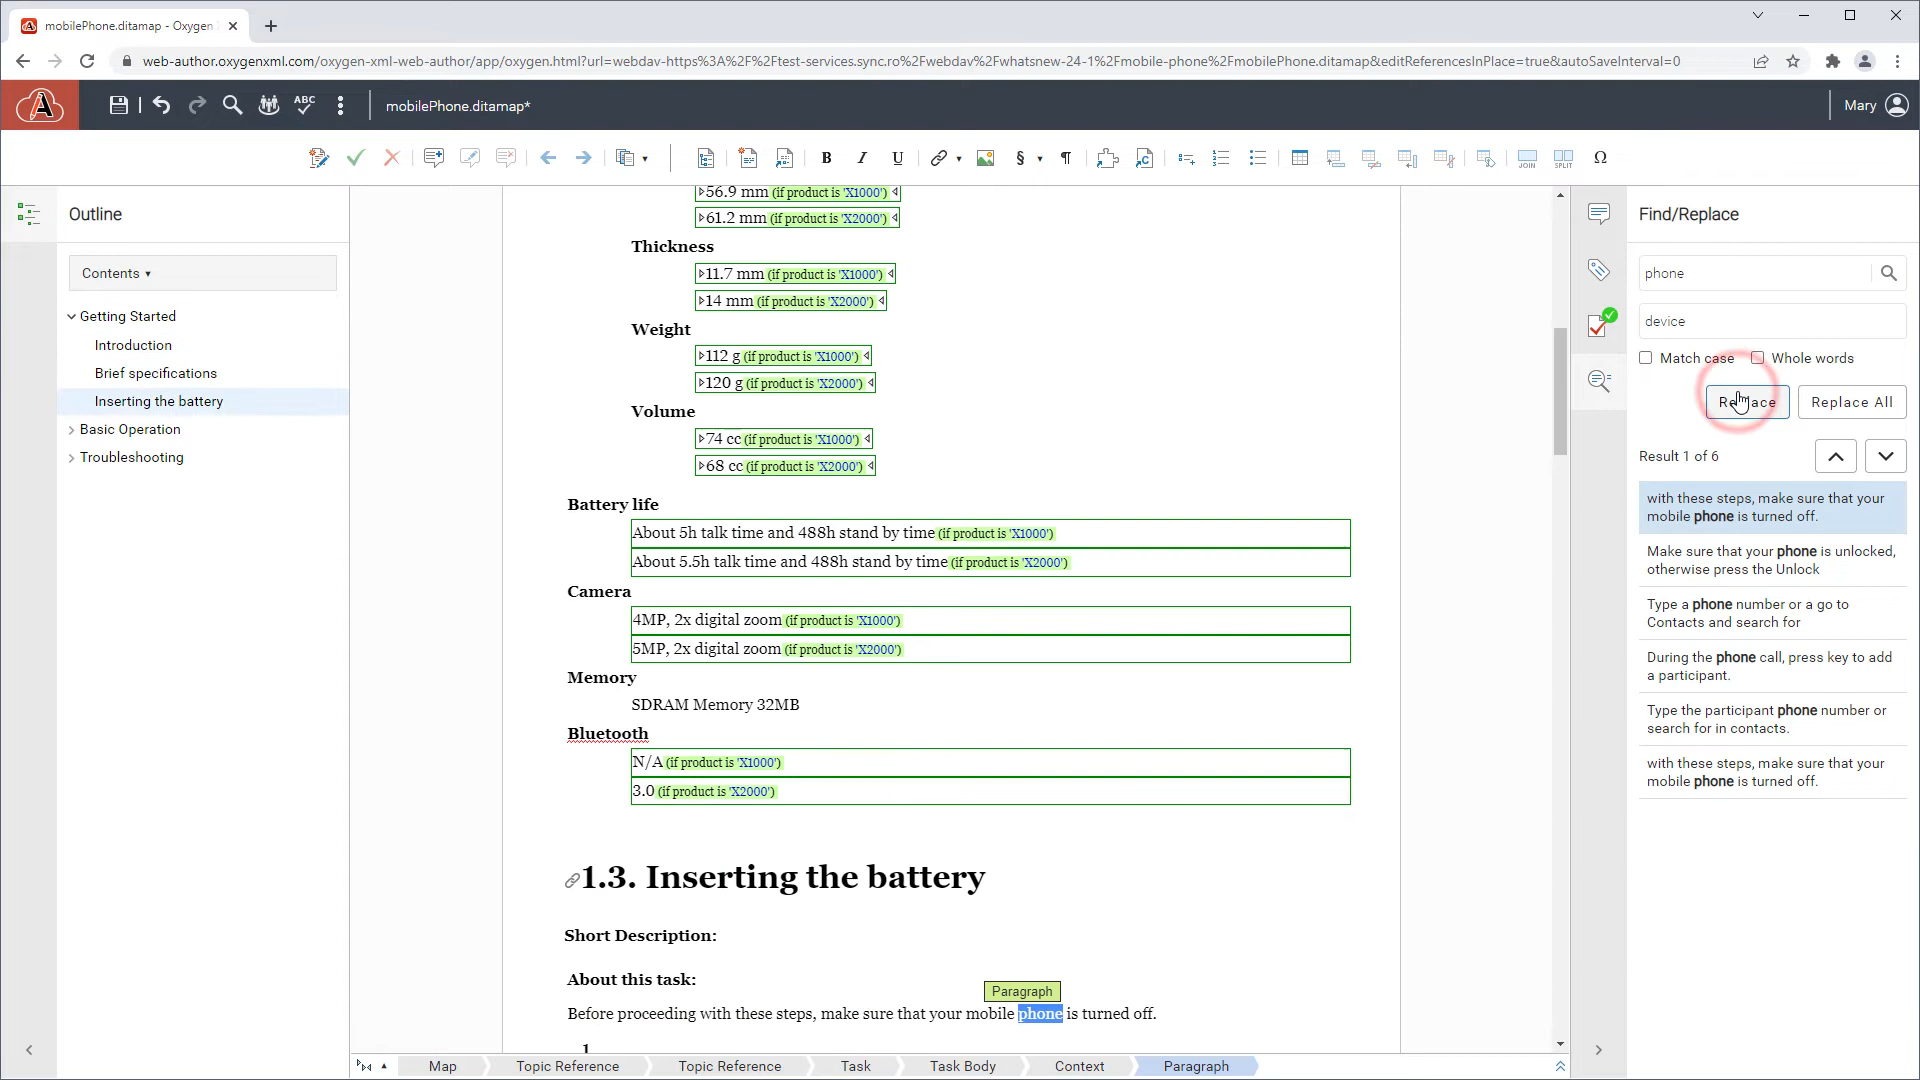 mobilePhone.ditamap - Oxygen
web-author.oxygenxml.com/oxygen-xml-web-author/app/oxygen.html?url=webdav-https%3A%2F%2Ftest-services.sync.ro%2Fwebdav%2Fwhatsnew-24-1%2Fmobile-phone%2FmobilePhone.ditamap&editReferencesInPlace=true&autoSaveInterval=0
ABC
mobilePhone.ditamap*
Mary
B I U § ¶ JOIN SPLIT Ω
Outline
Contents
Getting Started
Introduction
Brief specifications
Inserting the battery
Basic Operation
Troubleshooting
56.9 mm (if product is 'X1000')
61.2 mm (if product is 'X2000')
Thickness
11.7 mm (if product is 'X1000')
14 mm (if product is 'X2000')
Weight
112 g (if product is 'X1000')
120 g (if product is 'X2000')
Volume
74 cc (if product is 'X1000')
68 cc (if product is 'X2000')
Battery life
About 5h talk time and 488h stand by time (if product is 'X1000')
About 5.5h talk time and 488h stand by time (if product is 'X2000')
Camera
4MP, 2x digital zoom (if product is 'X1000')
5MP, 2x digital zoom (if product is 'X2000')
Memory
SDRAM Memory 32MB
Bluetooth
N/A (if product is 'X1000')
3.0 (if product is 'X2000')
1.3. Inserting the battery
Short Description:
About this task:
Paragraph
Before proceeding with these steps, make sure that your mobile phone is turned off.
1
Map Topic Reference Topic Reference Task Task Body Context Paragraph
Find/Replace
phone
device
Match case Whole words
Replace Replace All
Result 1 of 6
with these steps, make sure that your
mobile phone is turned off.
Make sure that your phone is unlocked,
otherwise press the Unlock
Type a phone number or a go to
Contacts and search for
During the phone call, press key to add
a participant.
Type the participant phone number or
search for in contacts.
with these steps, make sure that your
mobile phone is turned off.